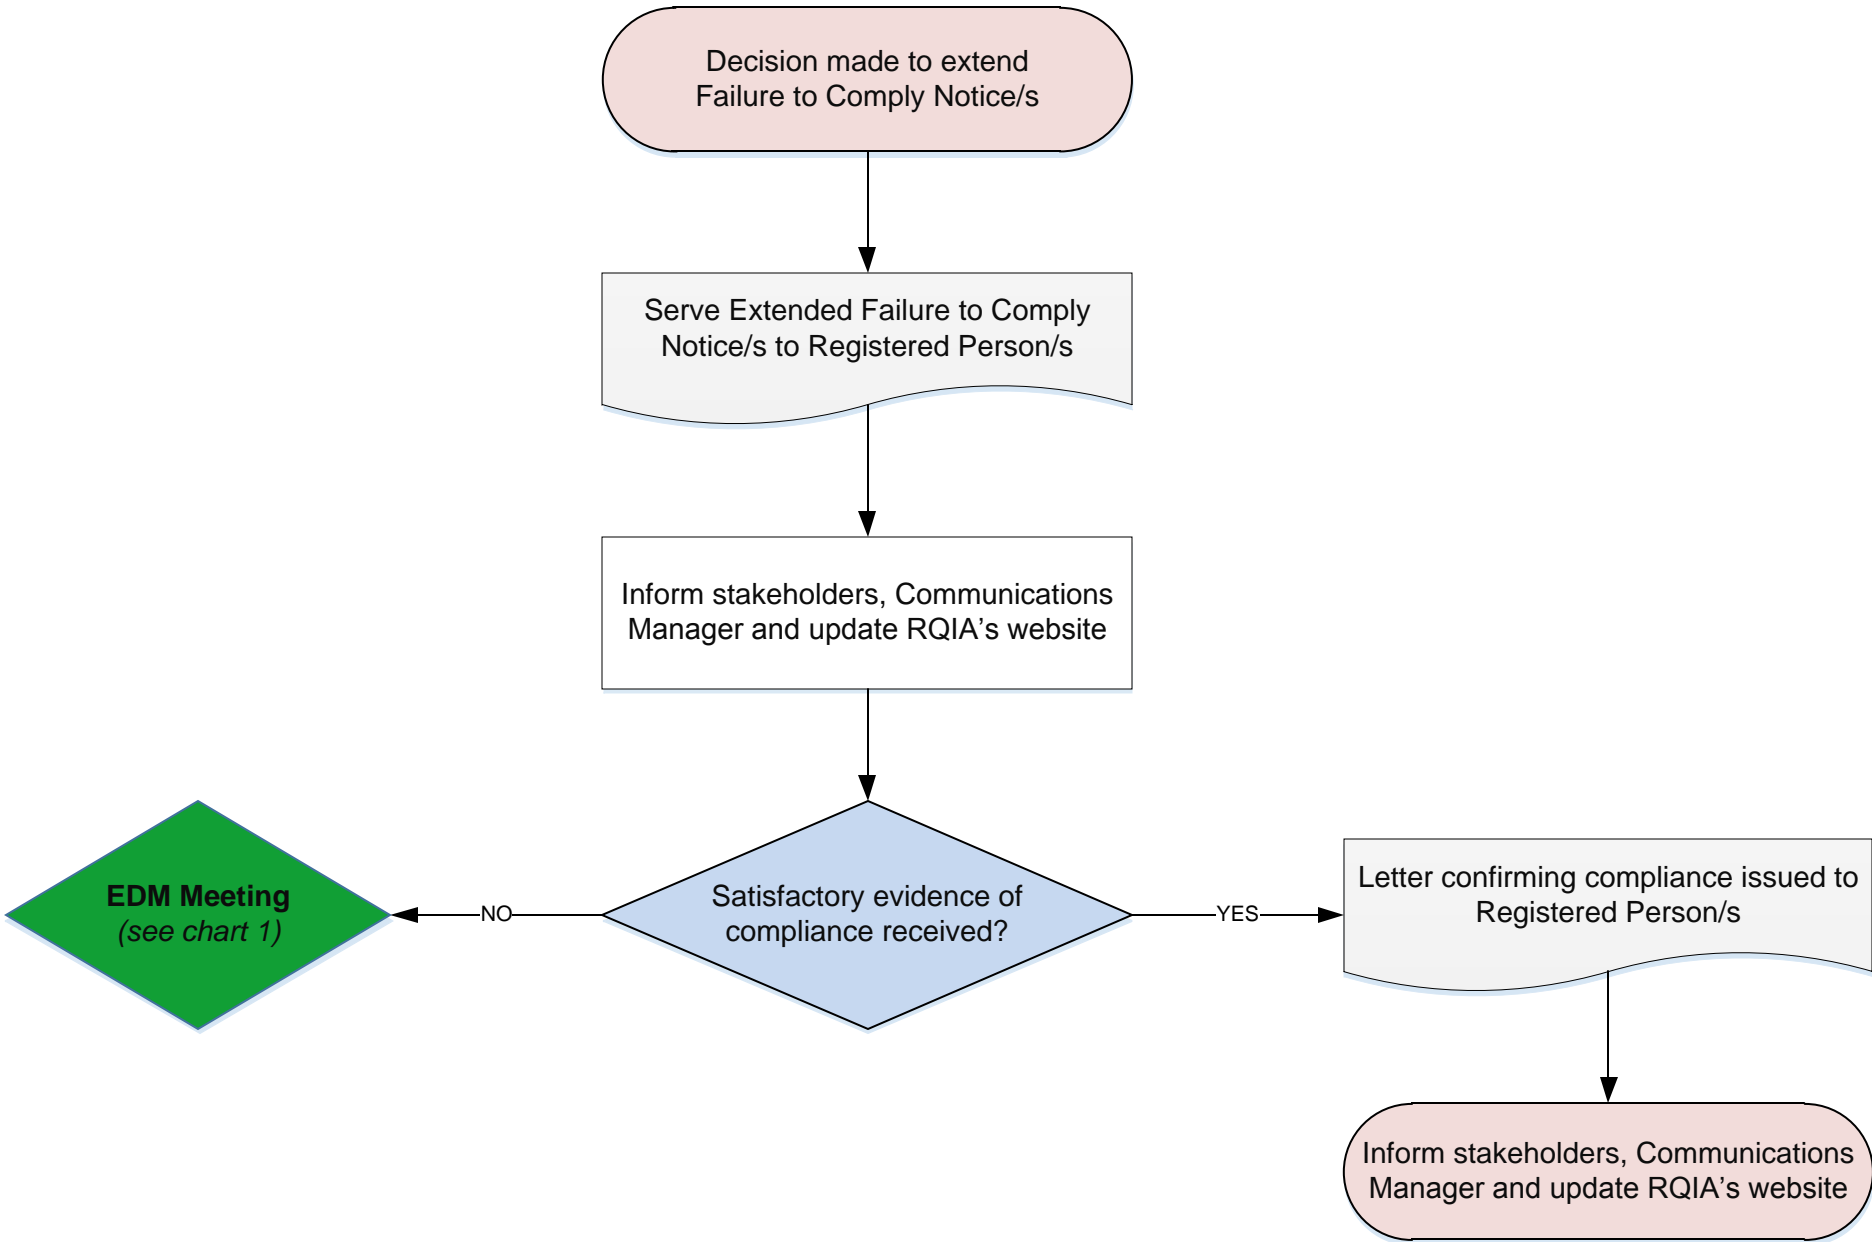 Decision made to extend
Failure to Comply Notice/s
Serve Extended Failure to Comply
Notice/s to Registered Person/s
Inform stakeholders, Communications
Manager and update RQIA’s website
EDM Meeting
(see chart 1)
NO
Satisfactory evidence of
compliance received?
YES
Letter confirming compliance issued to
Registered Person/s
Inform stakeholders, Communications
Manager and update RQIA’s website